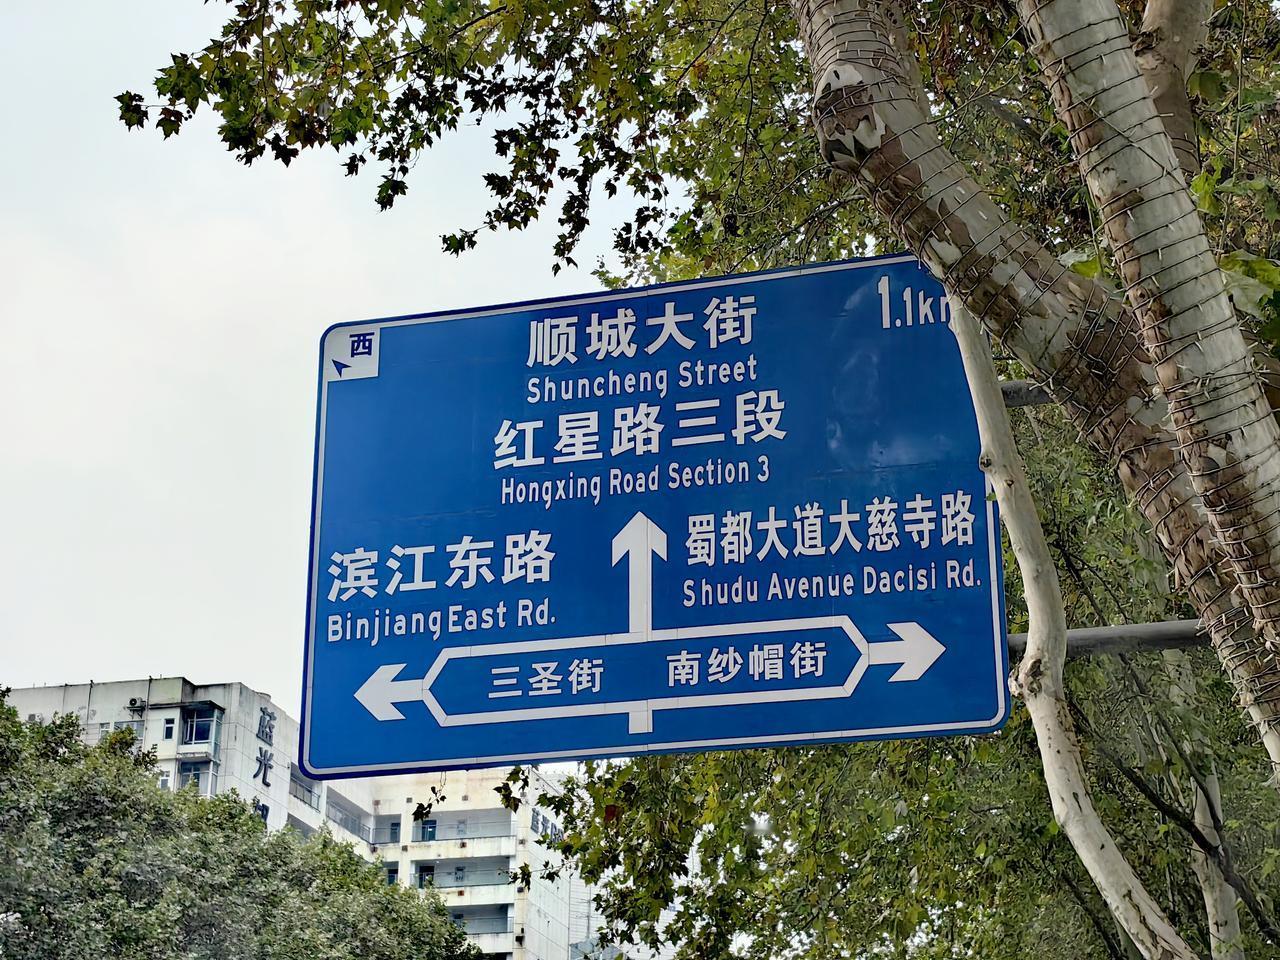 西
顺城大街
1.1km
Shuncheng Street
红星路三段
Hongxing Road Section 3
滨江东路
Binjiang East Rd.
蜀都大道大慈寺路
Shudu Avenue Dacisi Rd.
三圣街
南纱帽街
蓝光